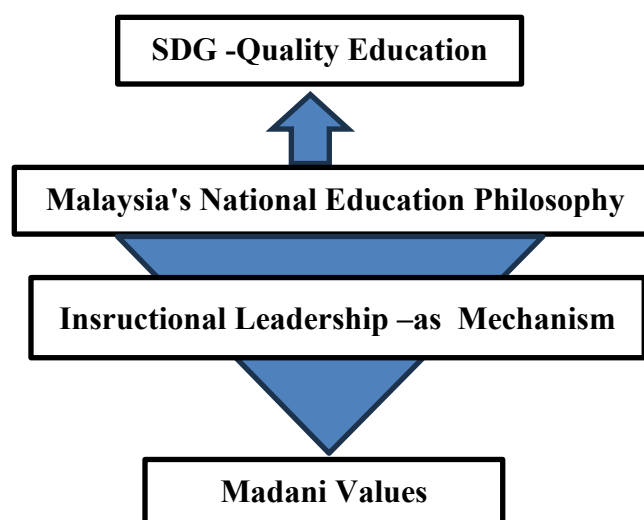 SDG -Quality Education
Malaysia's National Education Philosophy
Insructional Leadership –as Mechanism
Madani Values